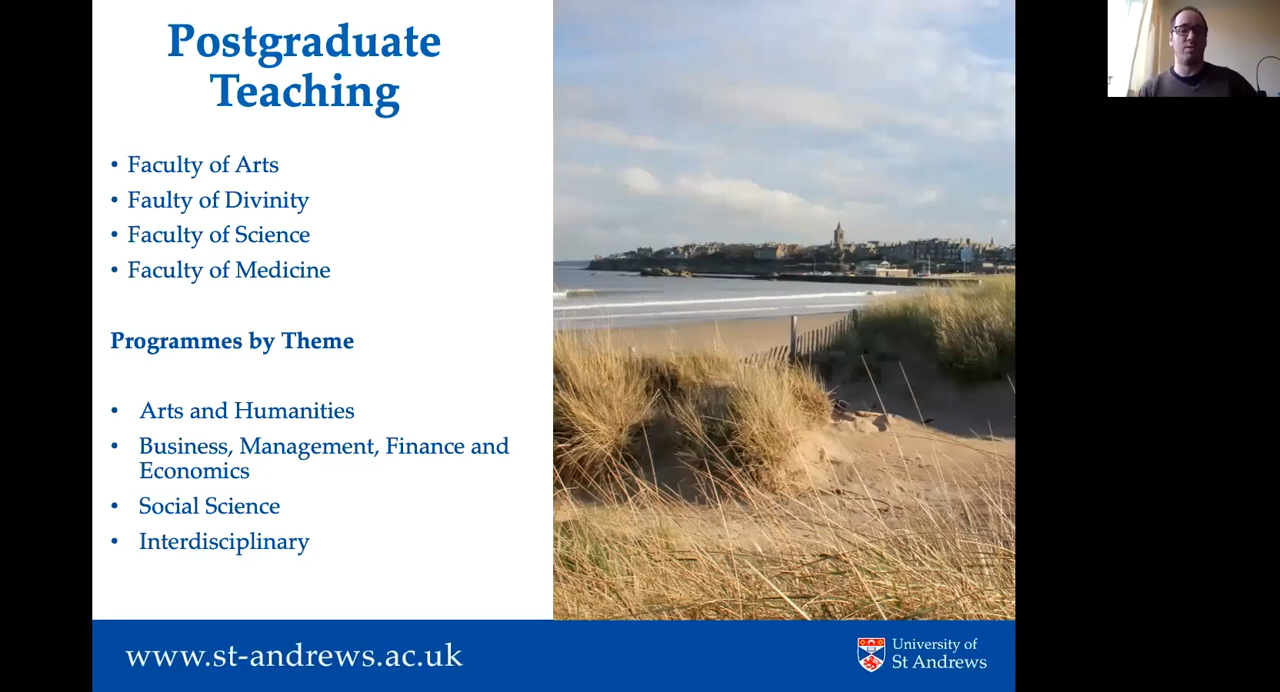 Postgraduate
Teaching
• Faculty of Arts
• Faulty of Divinity
• Faculty of Science
• Faculty of Medicine
Programmes by Theme
• Arts and Humanities
• Business, Management, Finance and
Economics
• Social Science
• Interdisciplinary
www.st-andrews.ac.uk
University of
St Andrews